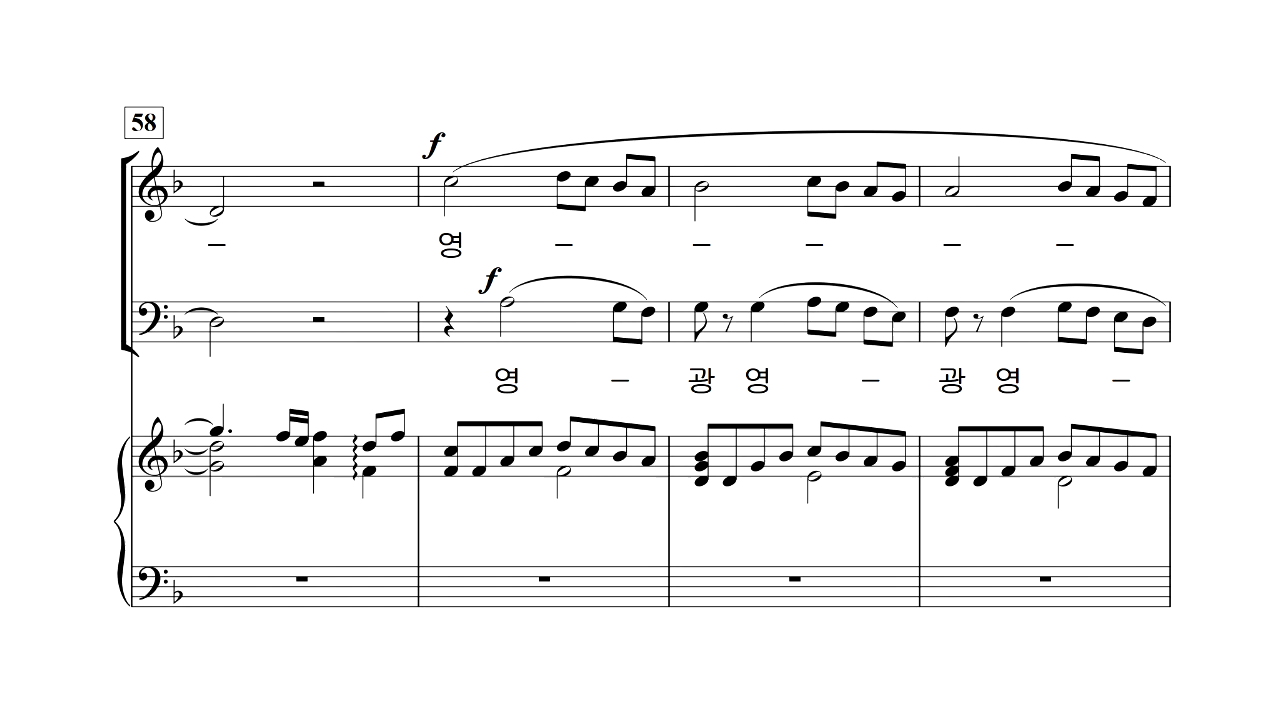 58
f
영 – – – – –
f
영 – 광 영 – 광 영 –